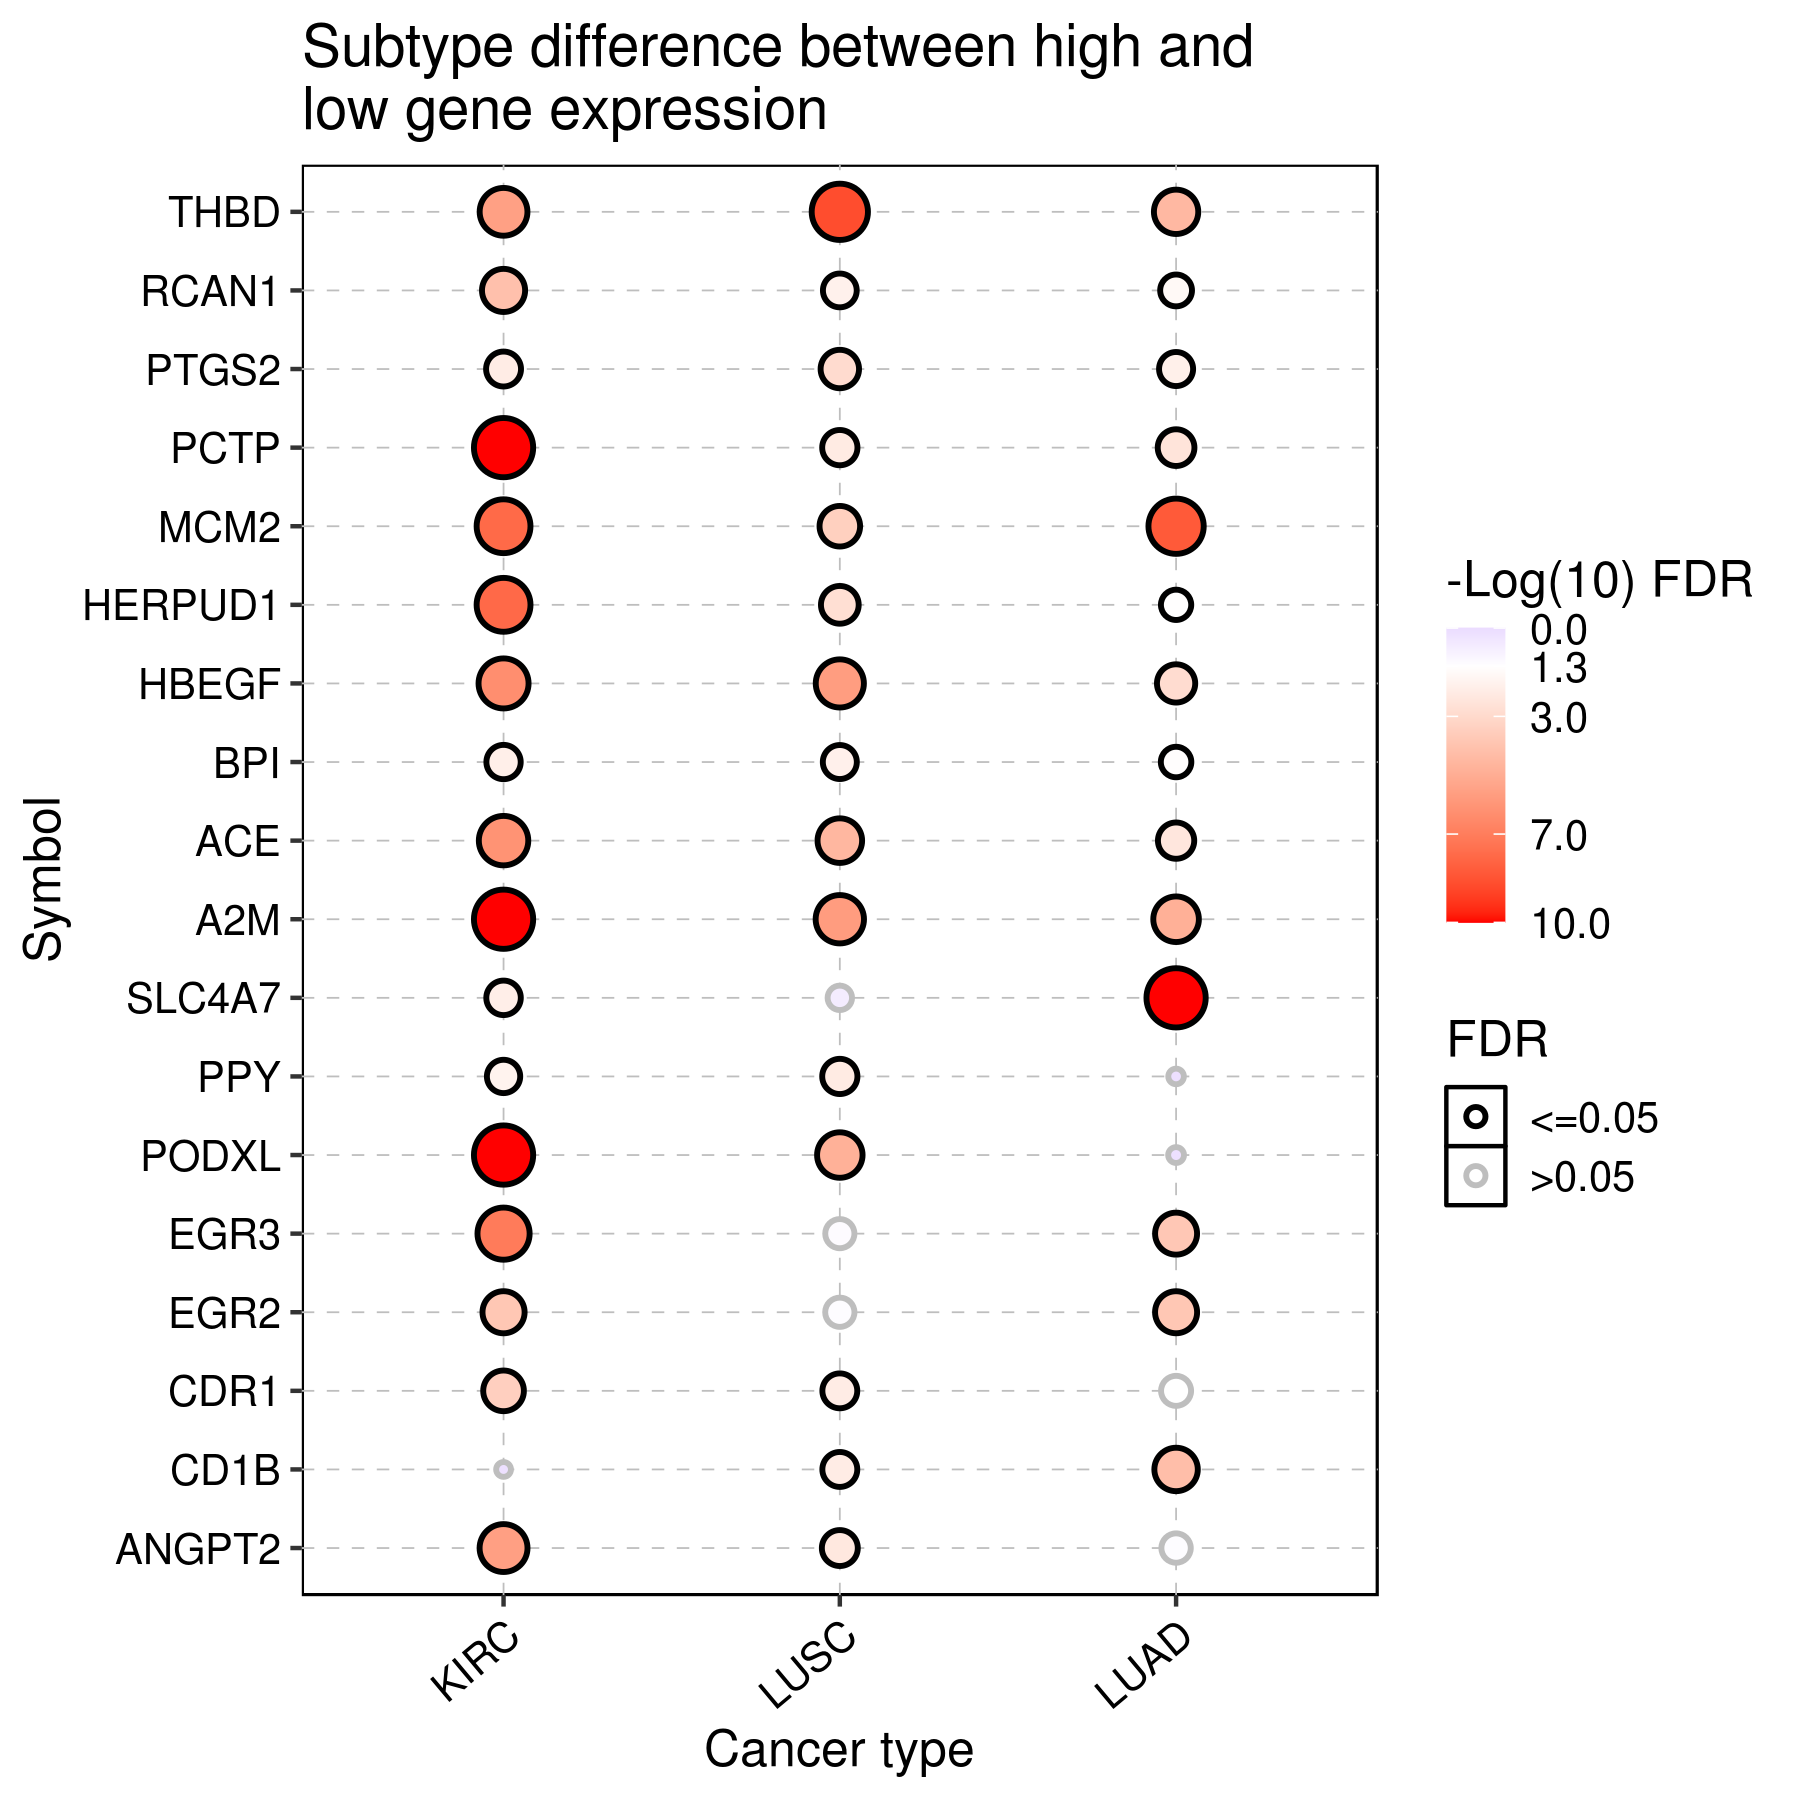 Subtype difference between high and
low gene expression
THBD
RCAN1
PTGS2
PCTP
MCM2
HERPUD1
HBEGF
BPI
ACE
A2M
SLC4A7
PPY
PODXL
EGR3
EGR2
CDR1
CD1B
ANGPT2
Symbol
KIRC
LUSC
LUAD
Cancer type
-Log(10) FDR
0.0
1.3
3.0
7.0
10.0
FDR
<=0.05
>0.05